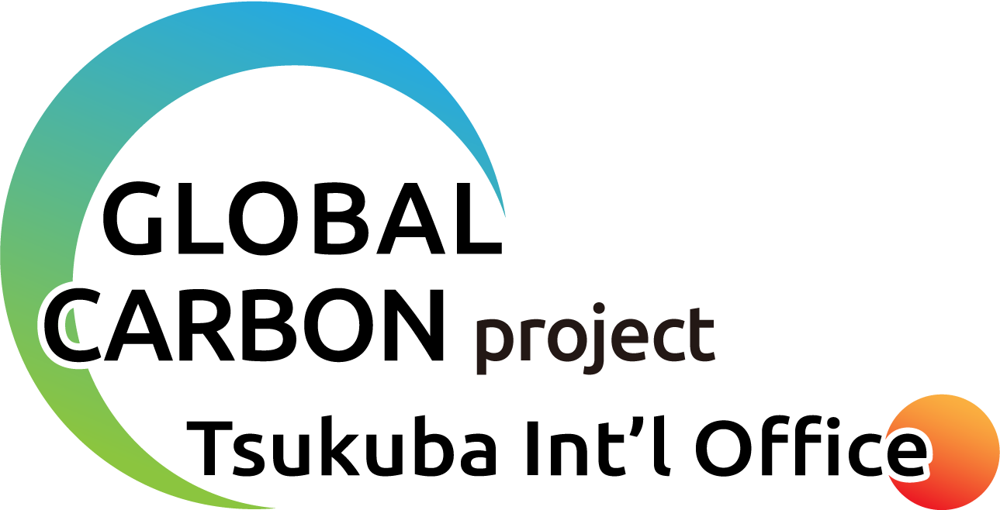 GLOBAL
CARBON project
Tsukuba Int’l Office